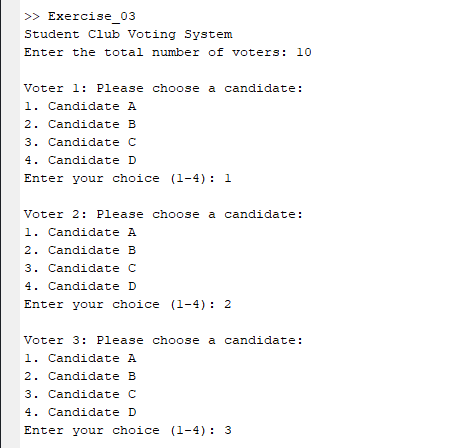 >> Exercise_03
Student Club Voting System
Enter the total number of voters: 10
Voter 1: Please choose a candidate:
1. Candidate A
2. Candidate B
3. Candidate C
4. Candidate D
Enter your choice (1-4): 1
Voter 2: Please choose a candidate:
1. Candidate A
2. Candidate B
3. Candidate C
4. Candidate D
Enter your choice (1-4): 2
Voter 3: Please choose a candidate:
1. Candidate A
2. Candidate B
3. Candidate C
4. Candidate D
Enter your choice (1-4): 3